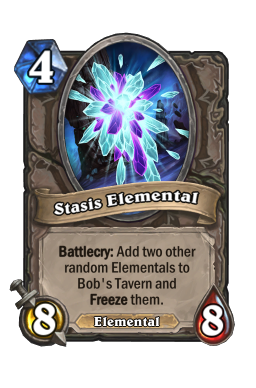 4
Stasis Elemental
Battlecry: Add two other
random Elementals to
Bob's Tavern and
Freeze them.
8
Elemental
8